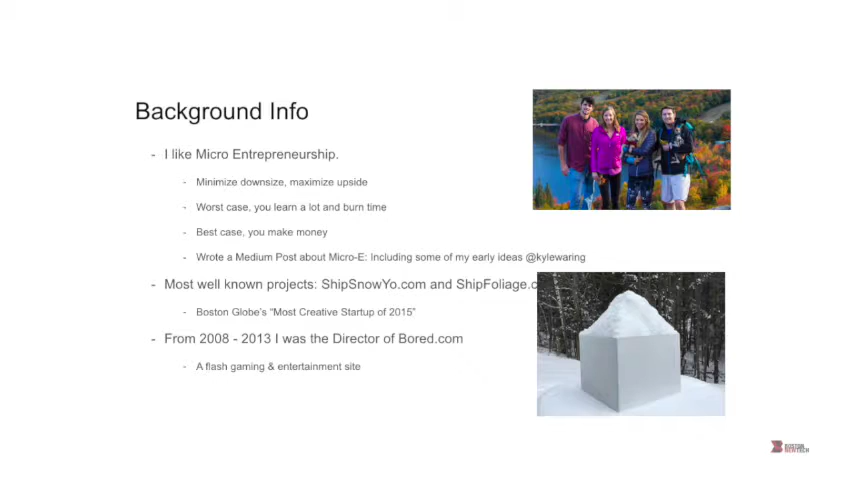 Background Info
- I like Micro Entrepreneurship.
- Minimize downsize, maximize upside
- Worst case, you learn a lot and burn time
- Best case, you make money
- Wrote a Medium Post about Micro-E: Including some of my early ideas @kylewaring
- Most well known projects: ShipSnowYo.com and ShipFoliage.c
- Boston Globe's "Most Creative Startup of 2015"
- From 2008 - 2013 I was the Director of Bored.com
- A flash gaming & entertainment site
BOSTON
NEWTECH